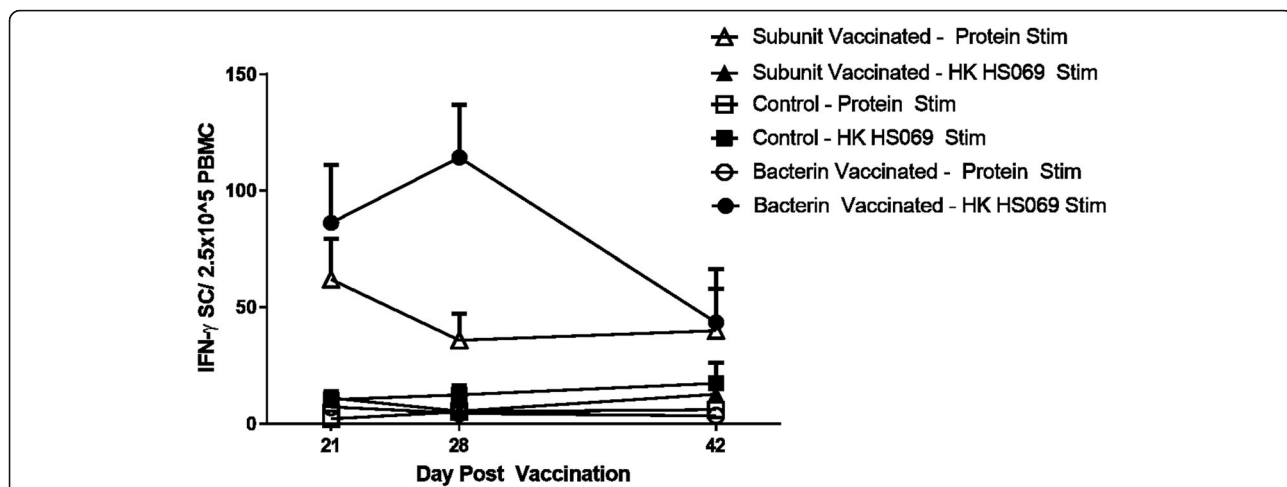 Subunit Vaccinated - Protein Stim
Subunit Vaccinated - HK HS069 Stim
Control - Protein Stim
Control - HK HS069 Stim
Bacterin Vaccinated - Protein Stim
Bacterin Vaccinated - HK HS069 Stim
IFN-γ SC/ 2.5x10^5 PBMC
150
100
50
0
21
28
42
Day Post Vaccination